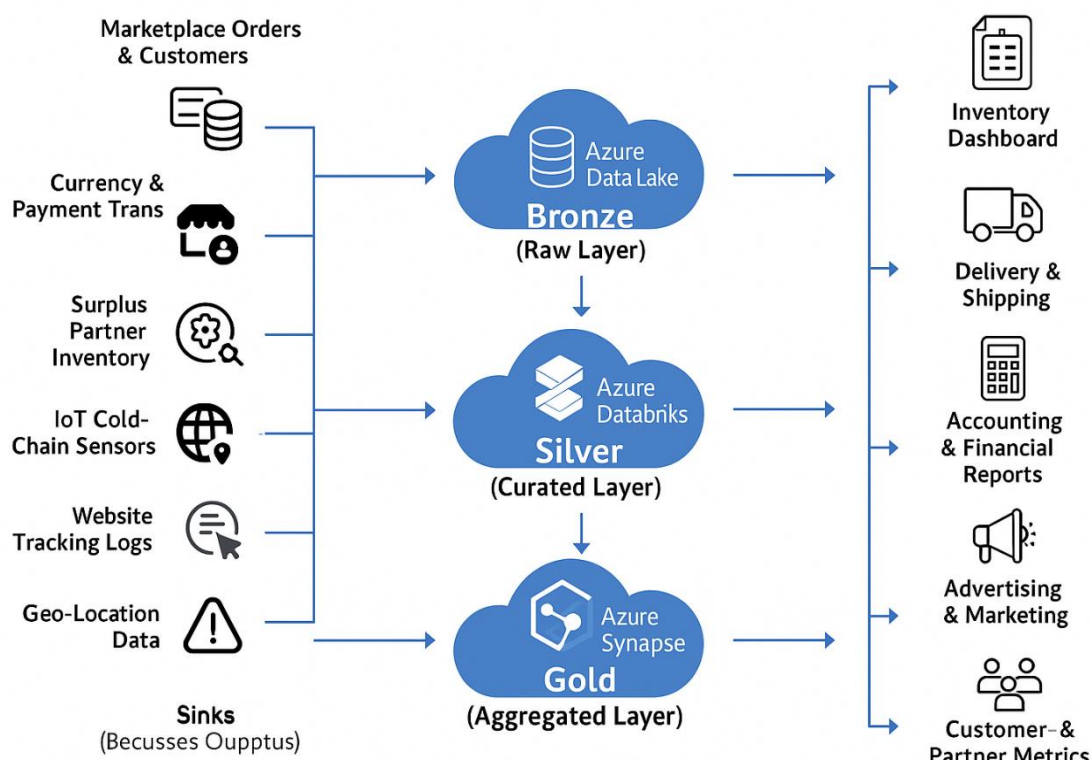 Marketplace Orders
& Customers
Currency &
Payment Trans
Surplus
Partner
Inventory
IoT Cold-
Chain Sensors
Website
Tracking Logs
Geo-Location
Data
Sinks
(Becusses Oupptus)
Azure
Data Lake
Bronze
(Raw Layer)
Azure
Databriks
Silver
(Curated Layer)
Azure
Synapse
Gold
(Aggregated Layer)
Inventory
Dashboard
Delivery &
Shipping
Accounting
& Financial
Reports
Advertising
& Marketing
Customer-&
Partner Metrics